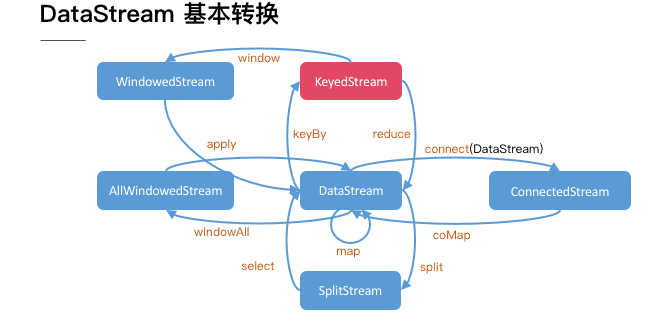 DataStream 基本转换
window
WindowedStream
KeyedStream
apply
keyBy
reduce
connect(DataStream)
AllWindowedStream
DataStream
ConnectedStream
windowAll
coMap
map
select
split
SplitStream